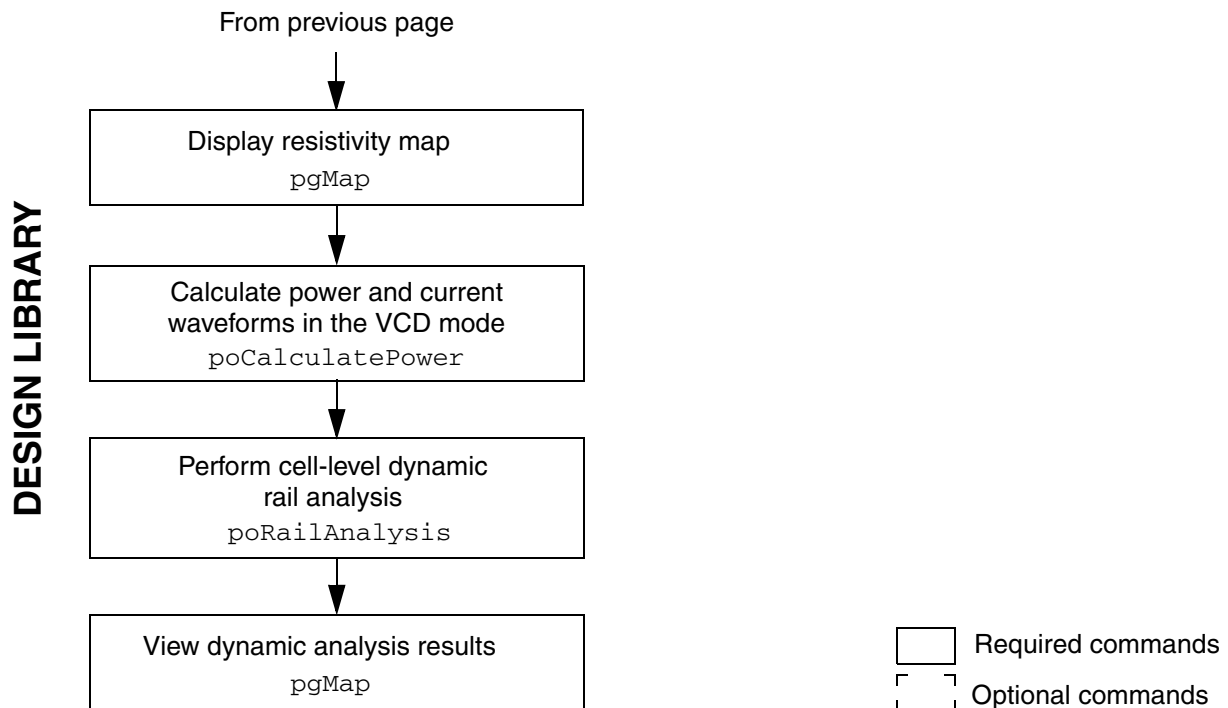 From previous page
DESIGN LIBRARY
Display resistivity map
pgMap
Calculate power and current
waveforms in the VCD mode
poCalculatePower
Perform cell-level dynamic
rail analysis
poRailAnalysis
View dynamic analysis results
pgMap
Required commands
Optional commands